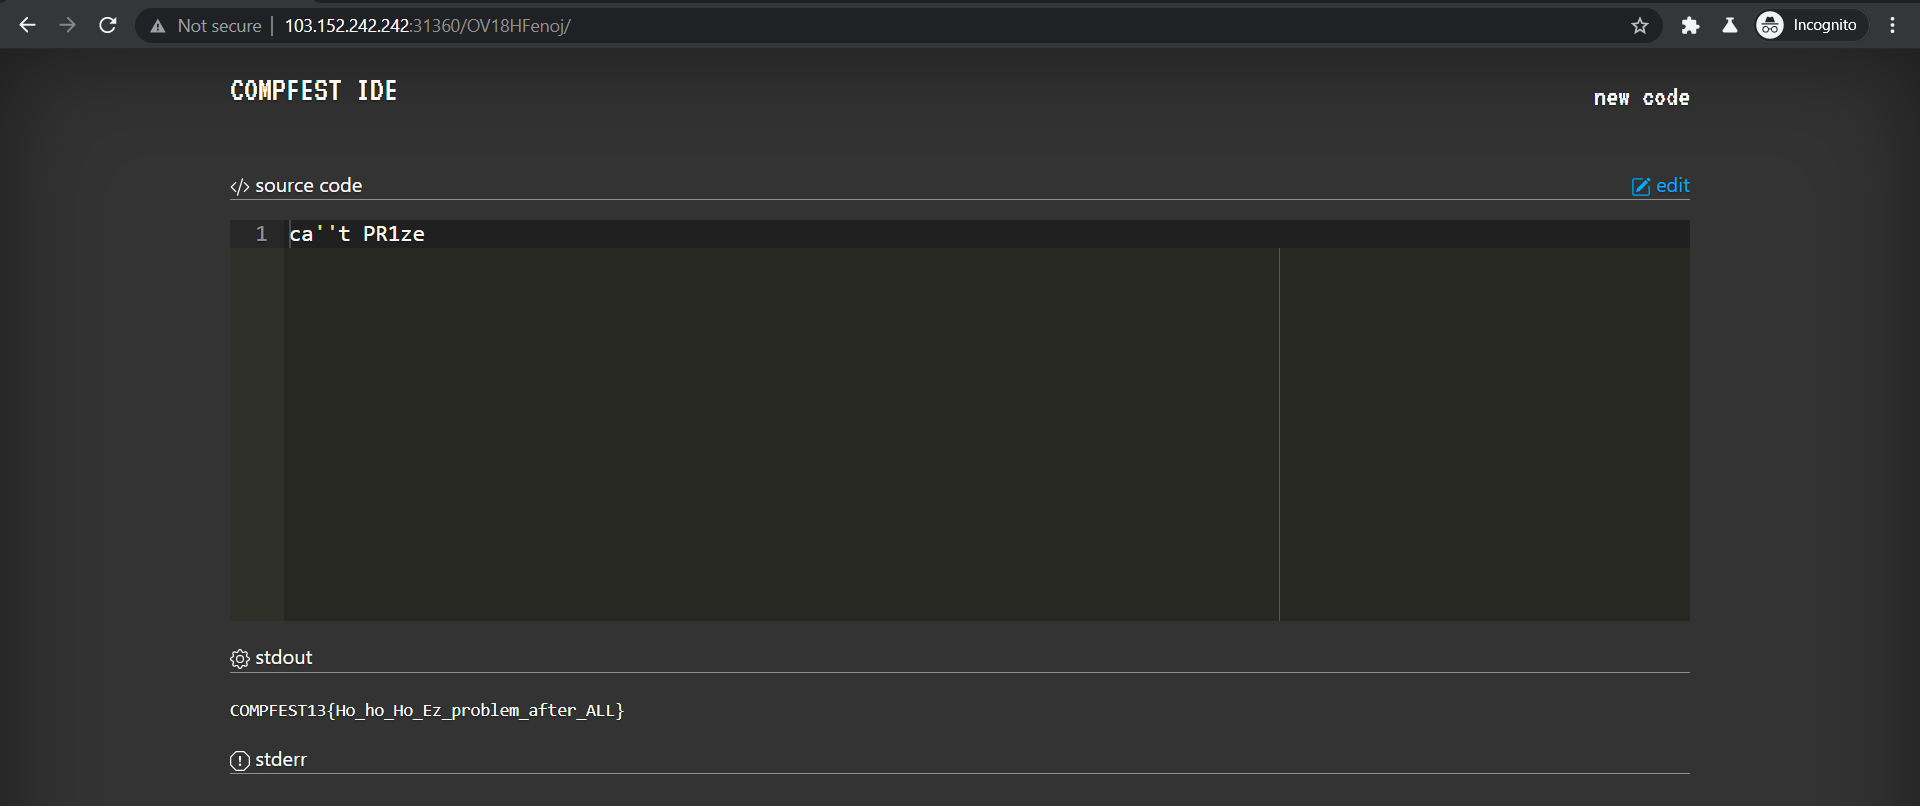 Not secure | 103.152.242.242:31360/OV18HFenoj/
Incognito
COMPFEST IDE
new code
</> source code
edit
1 ca''t PR1ze
stdout
COMPFEST13{Ho_ho_Ho_Ez_problem_after_ALL}
stderr